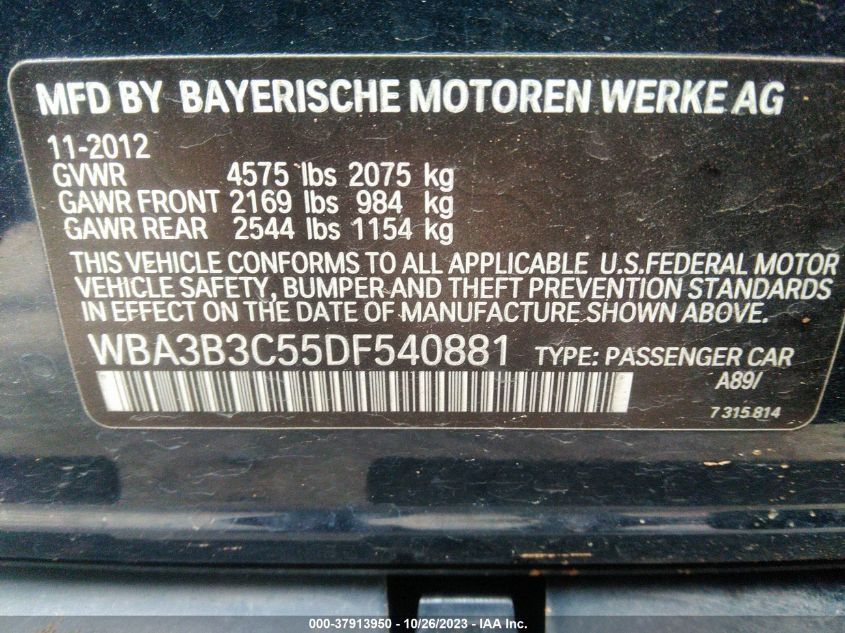 MFD BY BAYERISCHE MOTOREN WERKE AG
11-2012
GVWR 4575 lbs 2075 kg
GAWR FRONT 2169 lbs 984 kg
GAWR REAR 2544 lbs 1154 kg
THIS VEHICLE CONFORMS TO ALL APPLICABLE U.S.FEDERAL MOTOR
VEHICLE SAFETY, BUMPER AND THEFT PREVENTION STANDARDS
IN EFFECT ON THE DATE OF MANUFACTURE SHOWN ABOVE.
WBA3B3C55DF540881 TYPE: PASSENGER CAR
A89/
7 315 814
000-37913950 - 10/26/2023 - IAA Inc.